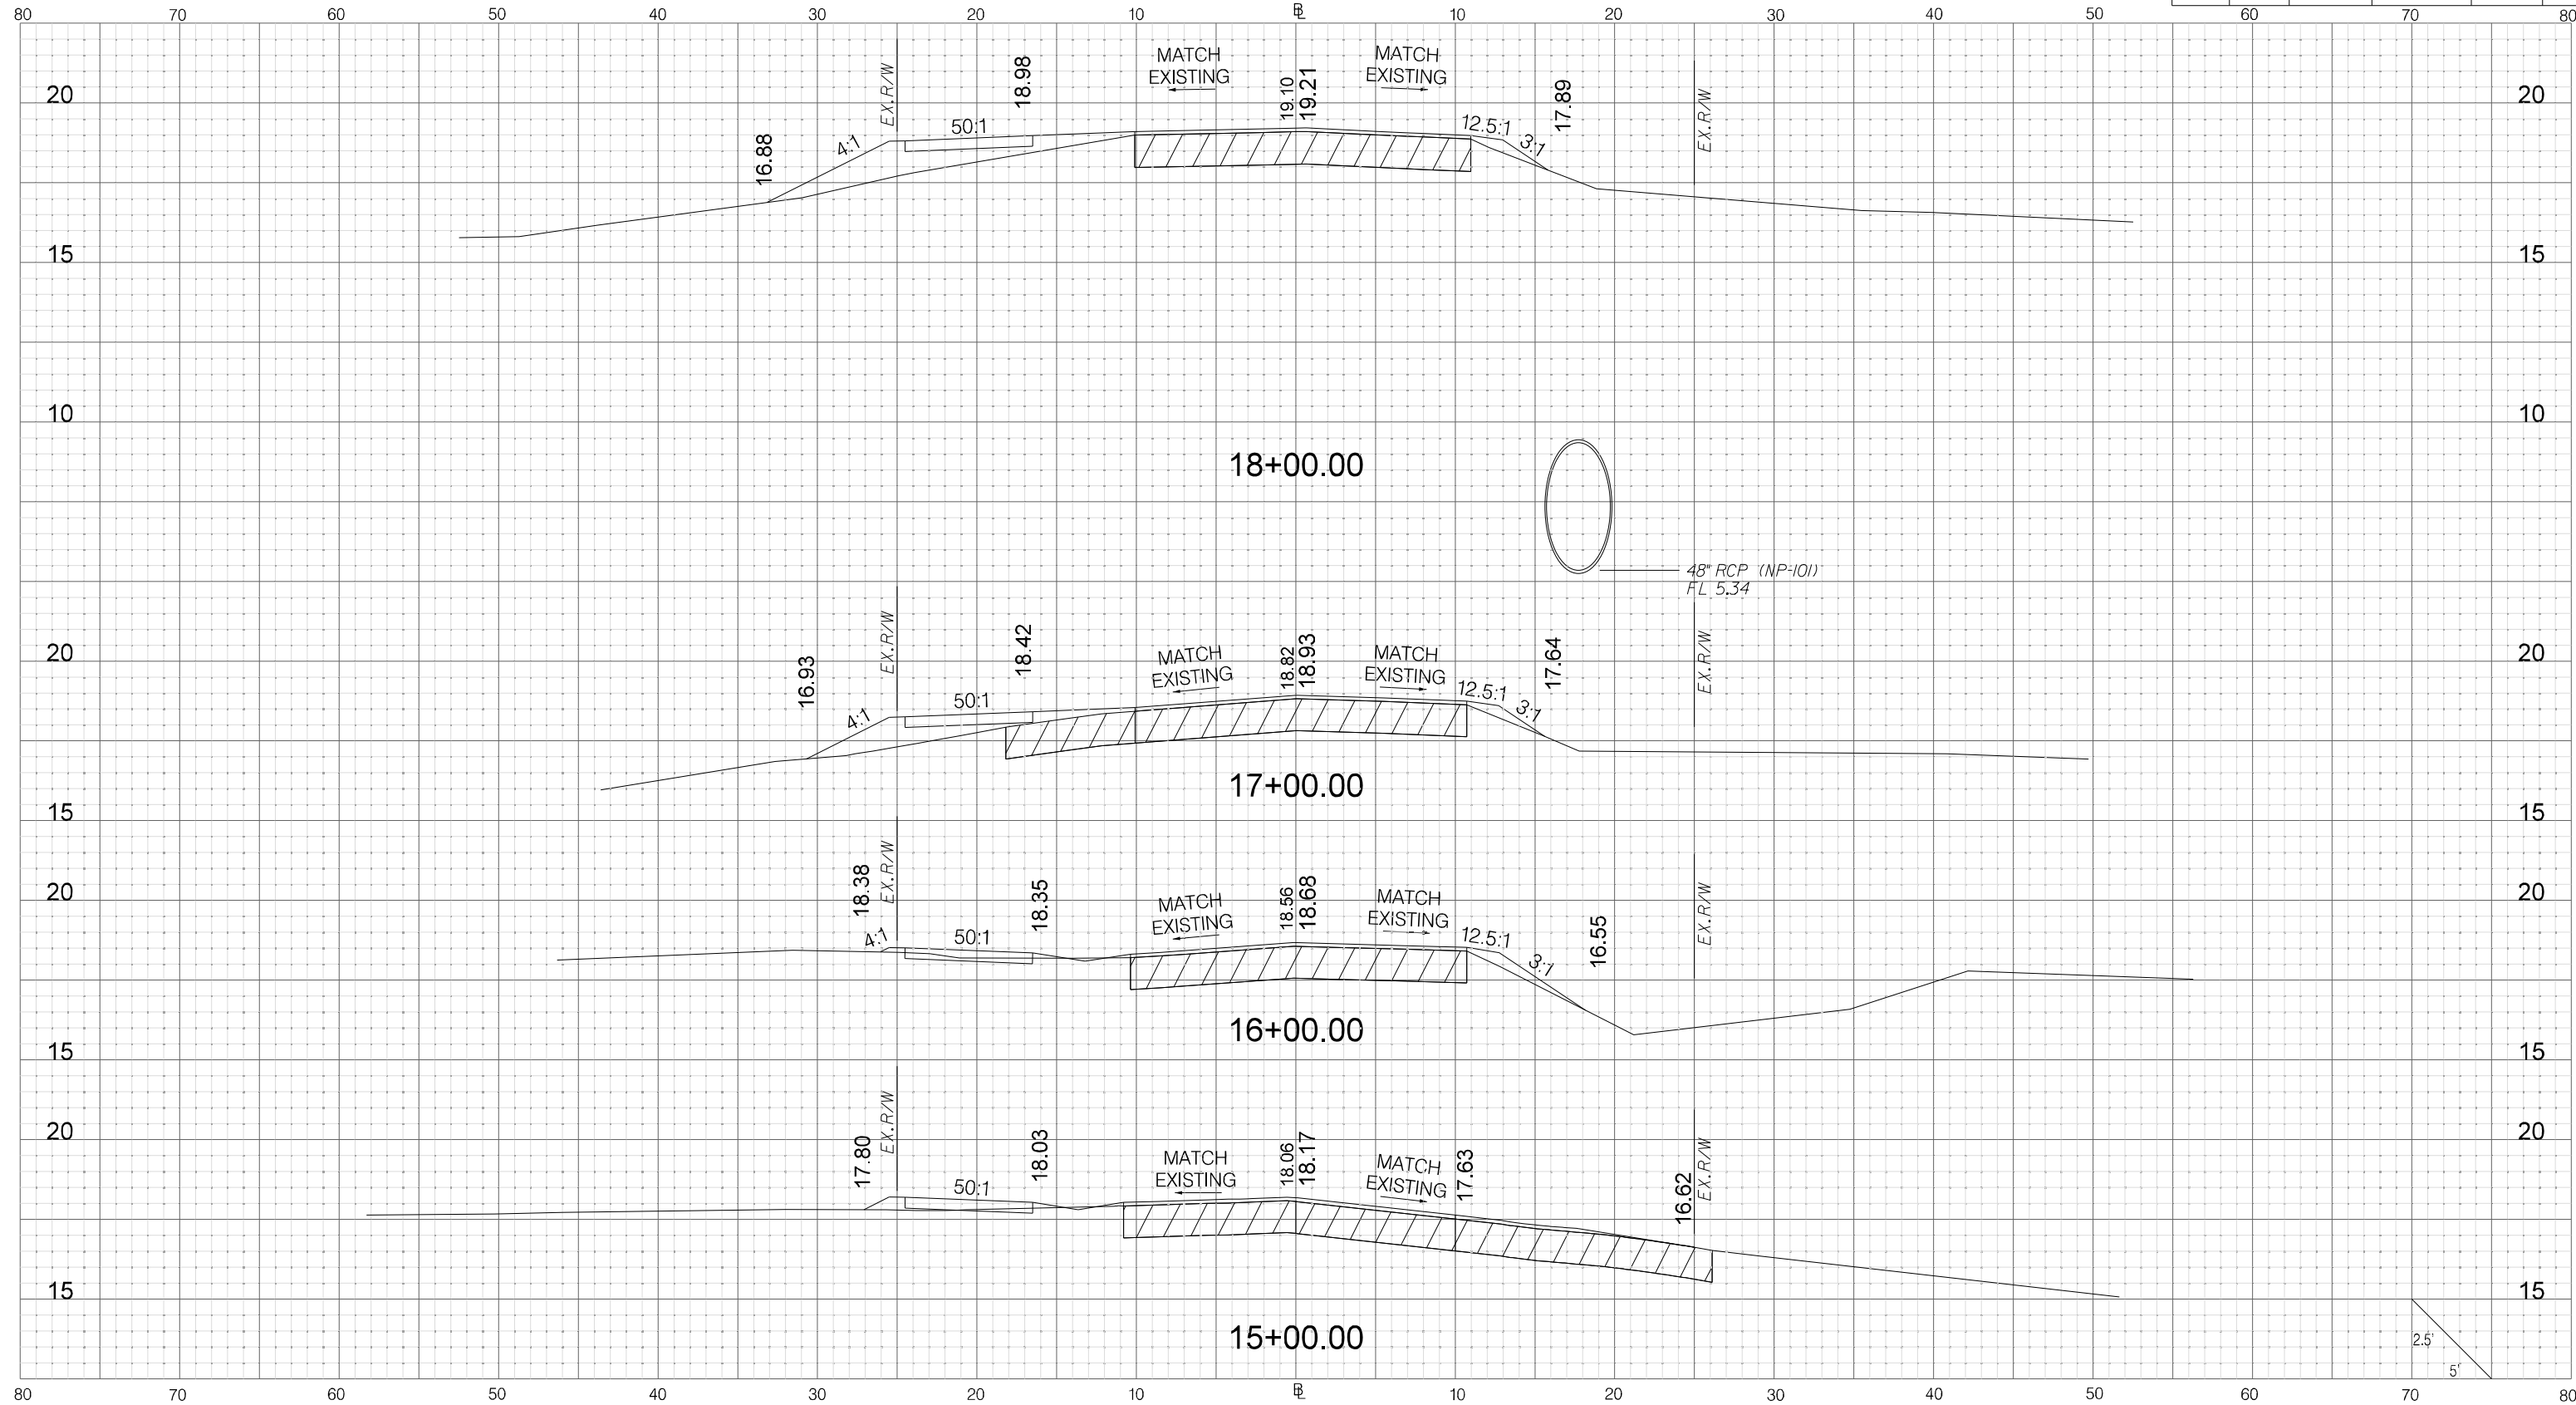 80 70 60 50 40 30 20 10 BL 10 20 30 40 50 60 70 80
MATCH
EXISTING
MATCH
EXISTING
EX.R/W
18.98
19.10
19.21
17.89
EX.R/W
20
20
16.88
4:1
50:1
12.5:1
3:1
15
15
10
10
18+00.00
48" RCP (NP-101)
FL 5.34
EX.R/W
16.93
18.42
MATCH
EXISTING
18.82
18.93
MATCH
EXISTING
17.64
EX.R/W
20
20
4:1
50:1
12.5:1
3:1
17+00.00
15
15
18.38
EX.R/W
18.35
MATCH
EXISTING
18.56
18.68
MATCH
EXISTING
16.55
EX.R/W
20
20
4:1
50:1
12.5:1
3:1
16+00.00
15
15
17.80
EX.R/W
18.03
MATCH
EXISTING
18.06
18.17
MATCH
EXISTING
17.63
16.62
EX.R/W
20
20
50:1
15
15
15+00.00
2.5'
5'
80 70 60 50 40 30 20 10 BL 10 20 30 40 50 60 70 80